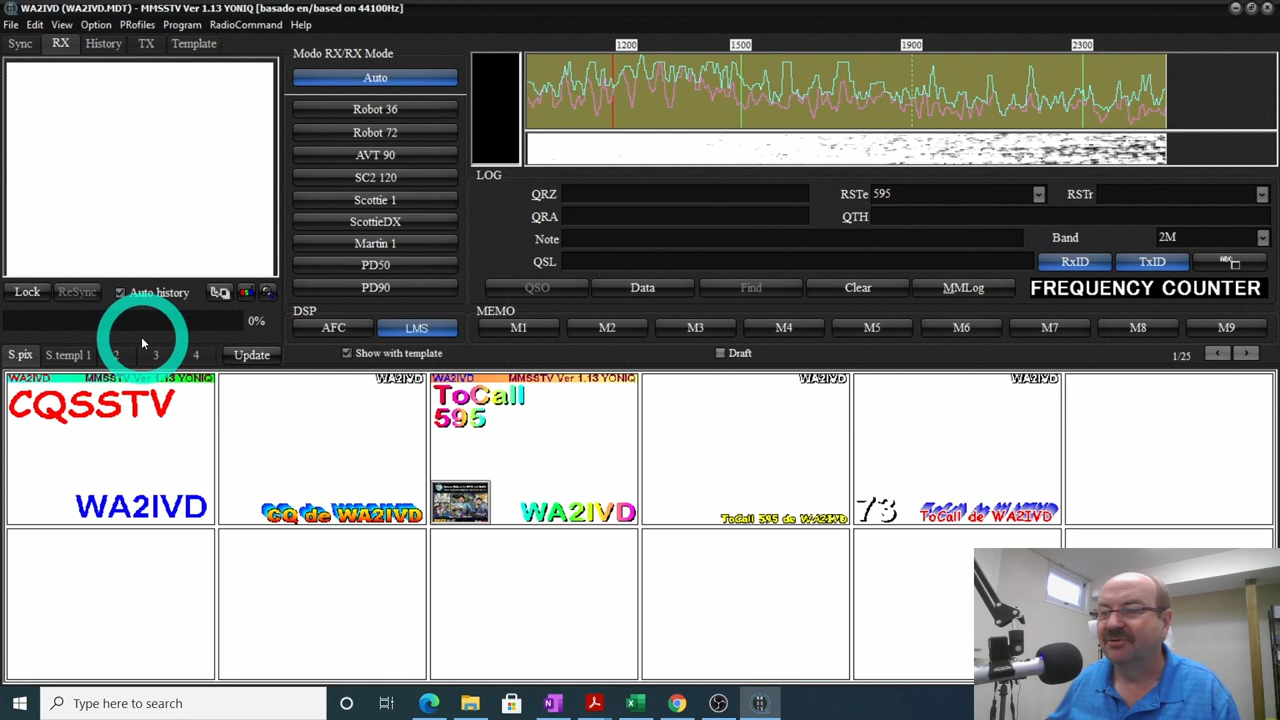 WA2IVD (WA2IVD.MDT) - MMSSTV Ver 1.13 YONIQ [basado en/based on 44100Hz]
File Edit View Option PRofiles Program RadioCommand Help
Sync RX History TX Template
Modo RX/RX Mode
Auto
Robot 36
Robot 72
AVT 90
SC2 120
Scottie 1
ScottieDX
Martin 1
PD50
PD90
DSP
AFC LMS
1200 1500 1900 2300
LOG
QRZ RSTe 595 RSTr
QRA QTH
Note Band 2M
QSL RxID TxID ABC
QSO Data Find Clear MMLog FREQUENCY COUNTER
MEMO
M1 M2 M3 M4 M5 M6 M7 M8 M9
Lock ReSync Auto history
0%
S.pix S.templ 1 2 3 4 Update Show with template Draft 1/25
WA2IVD MMSSTV Ver 1.13 YONIQ
CQSSTV
WA2IVD
WA2IVD
CQ de WA2IVD
WA2IVD MMSSTV Ver 1.13 YONIQ
ToCall
595
WA2IVD
WA2IVD
ToCall 595 de WA2IVD
WA2IVD
73 ToCall de WA2IVD
Type here to search